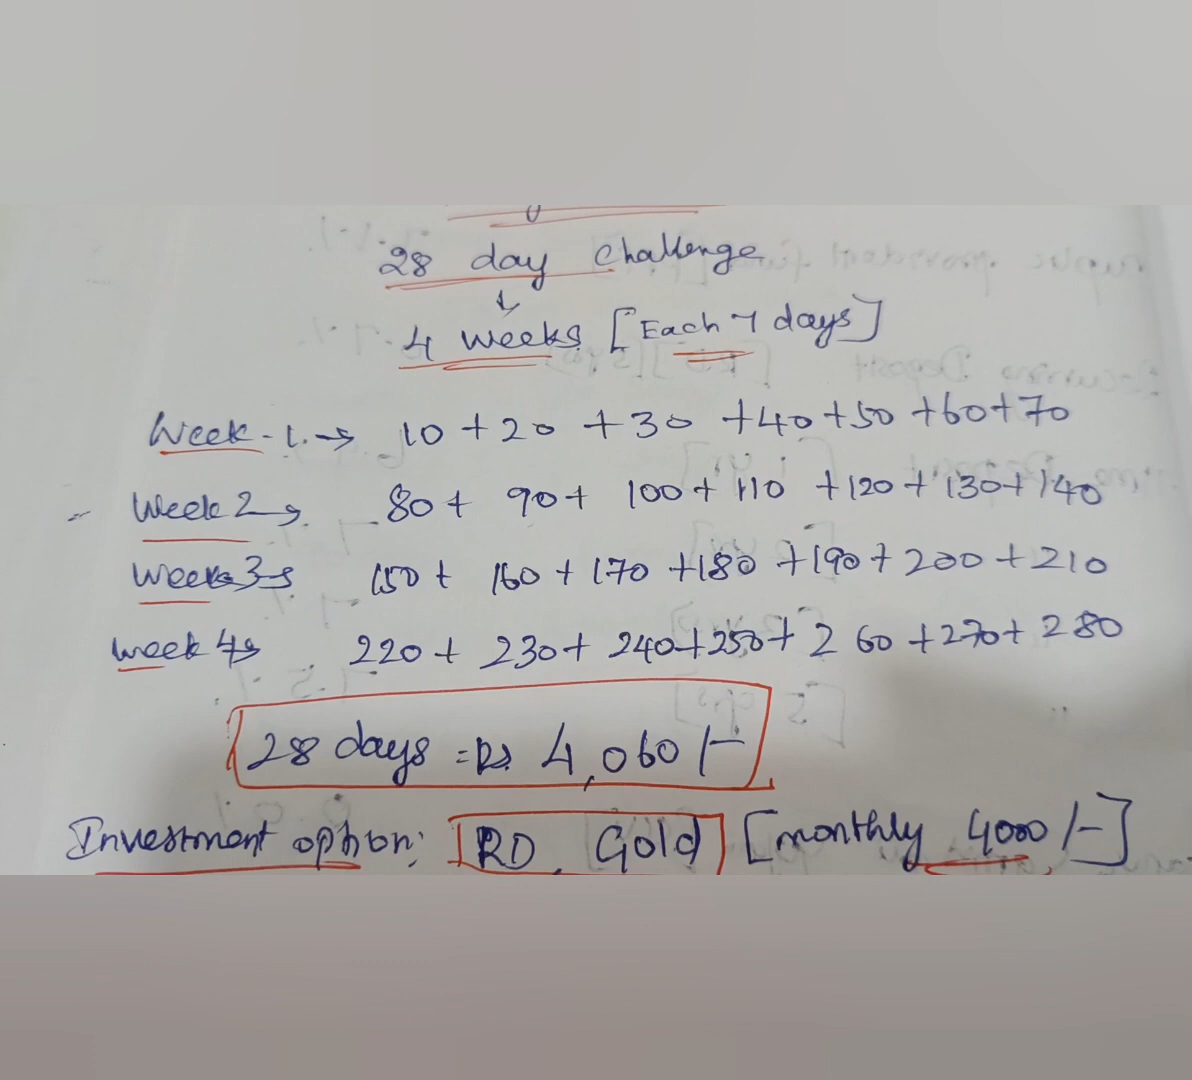 28 day Challenge
↓
4 Weeks [Each 7 days]
Week-1.→ 10 + 20 + 30 + 40 + 50 + 60 + 70
Week 2→ 80 + 90 + 100 + 110 + 120 + 130 + 140
Week 3→ 150 + 160 + 170 + 180 + 190 + 200 + 210
Week 4→ 220 + 230 + 240 + 250 + 260 + 270 + 280
28 days = Rs 4,060/-
Investment option: RD, Gold [monthly 4000/-]